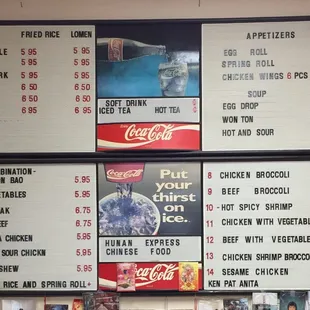 FRIED RICE LOMEN
5 95 5 95
5 95 5 95
RK 5 95 5 95
6 50 6 50
6 50 6 50
6 95 6 95
SOFT DRINK
ICED TEA HOT TEA
Coca-Cola
APPETIZERS
EGG ROLL
SPRING ROLL
CHICKEN WINGS 6 PCS
SOUP
EGG DROP
WON TON
HOT AND SOUR
BINATION-
ON BAO 5.95
ETABLES 5.95
AK 6.75
EEF 6.75
A CHICKEN 5.95
SOUR CHICKN 5.95
SHEW 5.95
RICE AND SPRING ROLL
Coca-Cola
Put
your
thirst
on
ice.
HUNAN EXPRESS
CHINESE FOOD
Coca-Cola
8 CHICKEN BROCCOLI
9 BEEF BROCCOLI
10 - HOT SPICY SHRIMP
11 CHICKEN WITH VEGETABL
12 BEEF WITH VEGETABLE
13 CHICKEN SHRIMP BROCCO
14 SESAME CHICKEN
KEN PAT ANITA